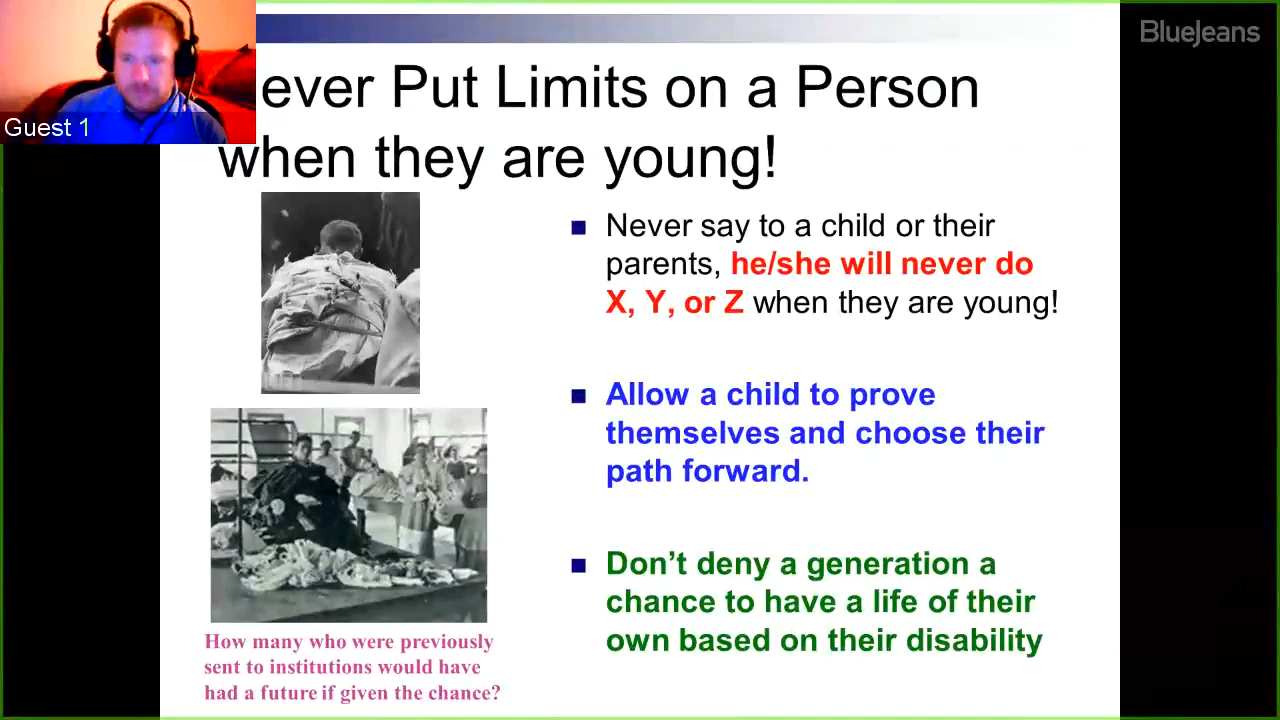 BlueJeans
Guest 1
ever Put Limits on a Person
when they are young!
Never say to a child or their
parents, he/she will never do
X, Y, or Z when they are young!
Allow a child to prove
themselves and choose their
path forward.
Don't deny a generation a
chance to have a life of their
own based on their disability
How many who were previously
sent to institutions would have
had a future if given the chance?